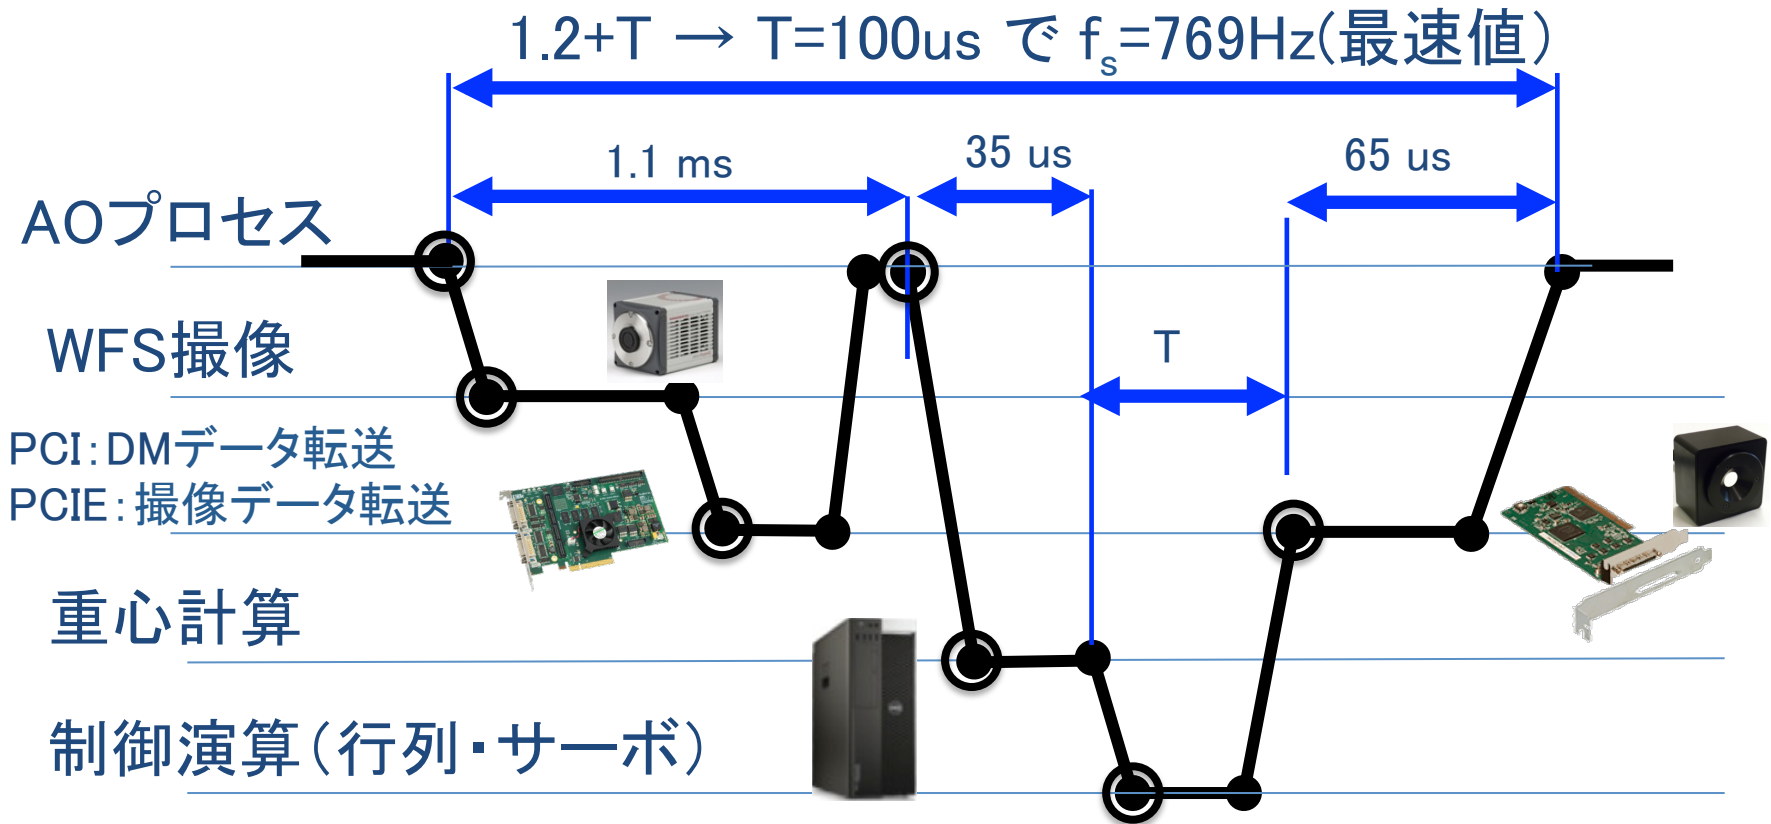 1.2+T → T=100us で fs=769Hz(最速値)
1.1 ms
35 us
65 us
AOプロセス
WFS撮像
T
PCI:DMデータ転送
PCIE:撮像データ転送
重心計算
制御演算(行列・サーボ)